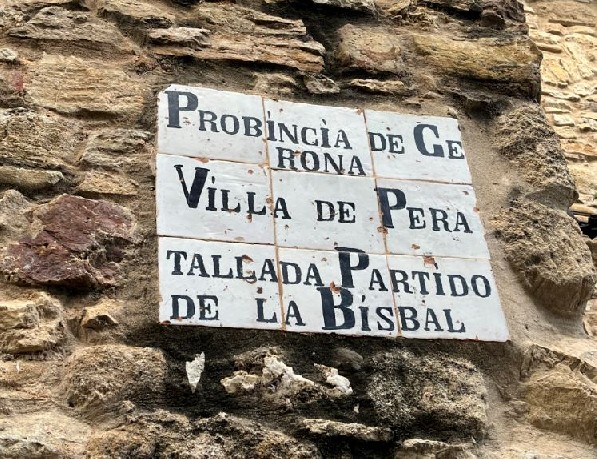 PROBINCIA DE GE
RONA
VILLA DE PERA
TALLADA PARTIDO
DE LA BISBAL